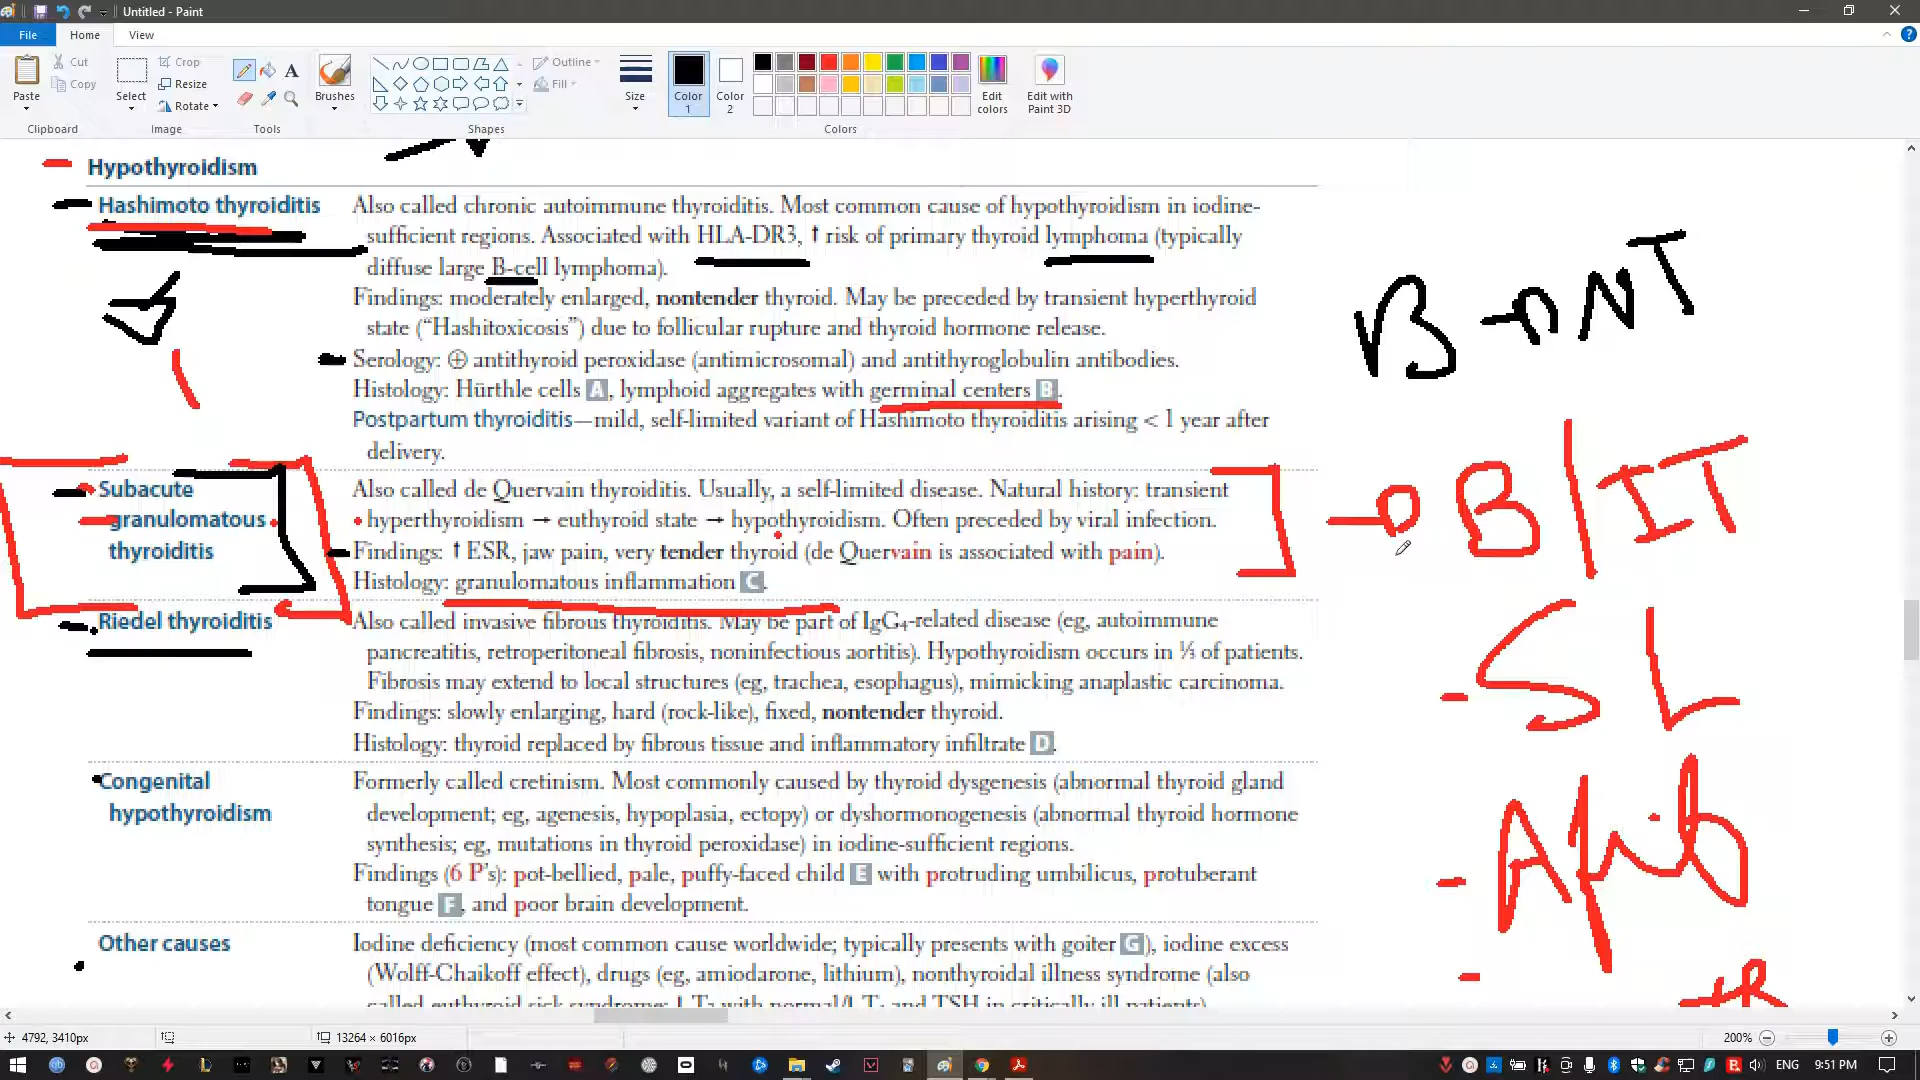 Untitled - Paint
File
Home
View
Paste
Cut
Copy
Clipboard
Select
Crop
Resize
Rotate
Image
Tools
Brushes
Shapes
Outline
Fill
Size
Color 1
Color 2
Edit colors
Edit with Paint 3D
Colors
Hypothyroidism
Hashimoto thyroiditis
Also called chronic autoimmune thyroiditis. Most common cause of hypothyroidism in iodine-
sufficient regions. Associated with HLA-DR3, ↑ risk of primary thyroid lymphoma (typically
diffuse large B-cell lymphoma).
Findings: moderately enlarged, nontender thyroid. May be preceded by transient hyperthyroid
state (“Hashitoxicosis”) due to follicular rupture and thyroid hormone release.
Serology: ⊕ antithyroid peroxidase (antimicrosomal) and antithyroglobulin antibodies.
Histology: Hürthle cells A, lymphoid aggregates with germinal centers B.
Postpartum thyroiditis—mild, self-limited variant of Hashimoto thyroiditis arising < 1 year after
delivery.
Subacute
granulomatous
thyroiditis
Also called de Quervain thyroiditis. Usually, a self-limited disease. Natural history: transient
hyperthyroidism → euthyroid state → hypothyroidism. Often preceded by viral infection.
Findings: ↑ ESR, jaw pain, very tender thyroid (de Quervain is associated with pain).
Histology: granulomatous inflammation C.
Riedel thyroiditis
Also called invasive fibrous thyroiditis. May be part of IgG4-related disease (eg, autoimmune
pancreatitis, retroperitoneal fibrosis, noninfectious aortitis). Hypothyroidism occurs in ⅓ of patients.
Fibrosis may extend to local structures (eg, trachea, esophagus), mimicking anaplastic carcinoma.
Findings: slowly enlarging, hard (rock-like), fixed, nontender thyroid.
Histology: thyroid replaced by fibrous tissue and inflammatory infiltrate D.
Congenital
hypothyroidism
Formerly called cretinism. Most commonly caused by thyroid dysgenesis (abnormal thyroid gland
development; eg, agenesis, hypoplasia, ectopy) or dyshormonogenesis (abnormal thyroid hormone
synthesis; eg, mutations in thyroid peroxidase) in iodine-sufficient regions.
Findings (6 P's): pot-bellied, pale, puffy-faced child E with protruding umbilicus, protuberant
tongue F, and poor brain development.
Other causes
Iodine deficiency (most common cause worldwide; typically presents with goiter G), iodine excess
(Wolff-Chaikoff effect), drugs (eg, amiodarone, lithium), nonthyroidal illness syndrome (also
called euthyroid sick syndrome; ↓ T3 with normal/↓ T4 and TSH in critically ill patients)
B NT
B/IT
- SL
- Afib
4792, 3410px
13264 × 6016px
200%
ENG
9:51 PM